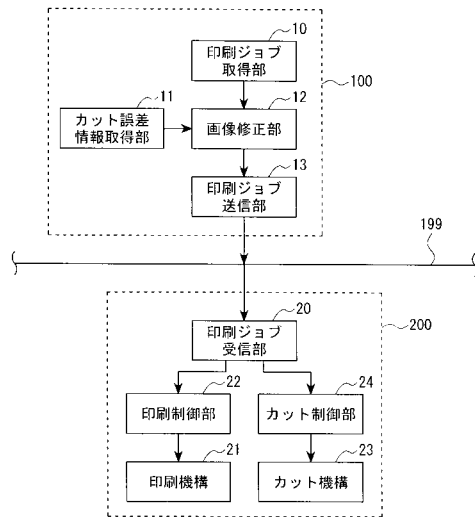 10
印刷ジョブ
取得部
100
11
カット誤差
情報取得部
12
画像修正部
13
印刷ジョブ
送信部
199
20
印刷ジョブ
受信部
200
22
印刷制御部
24
カット制御部
21
印刷機構
23
カット機構